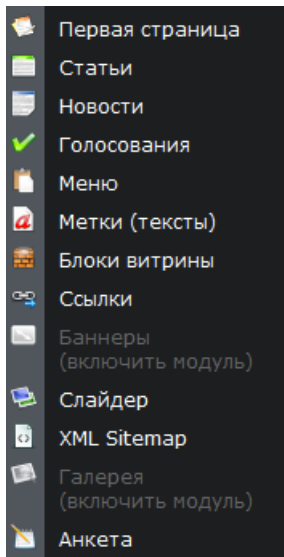 Первая страница
Статьи
Новости
Голосования
Меню
Метки (тексты)
Блоки витрины
Ссылки
Баннеры
(включить модуль)
Слайдер
XML Sitemap
Галерея
(включить модуль)
Анкета